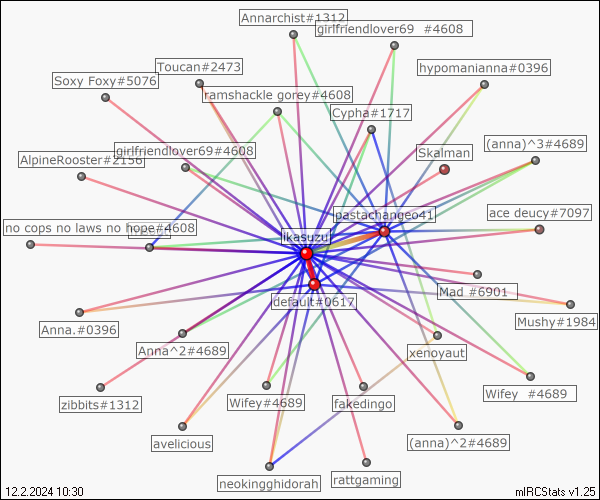 Annarchist#1312
girlfriendlover69 #4608
Toucan#2473
hypomanianna#0396
Soxy Foxy#5076
ramshackle gorey#4608
Cypha#1717
(anna)^3#4689
girlfriendlover69#4608
Skalman
AlpineRooster#2156
pastachangeo41
ace deucy#7097
no cops no laws no hope#4608
likasuzu
default#0617
Mad_#6901
Mushy#1984
Anna.#0396
Anna^2#4689
xenoyaut
Wifey #4689
zibbits#1312
Wifey#4689
fakedingo
avelicious
(anna)^2#4689
neokingghidorah
rattgaming
12.2.2024 10:30
mIRCStats v1.25